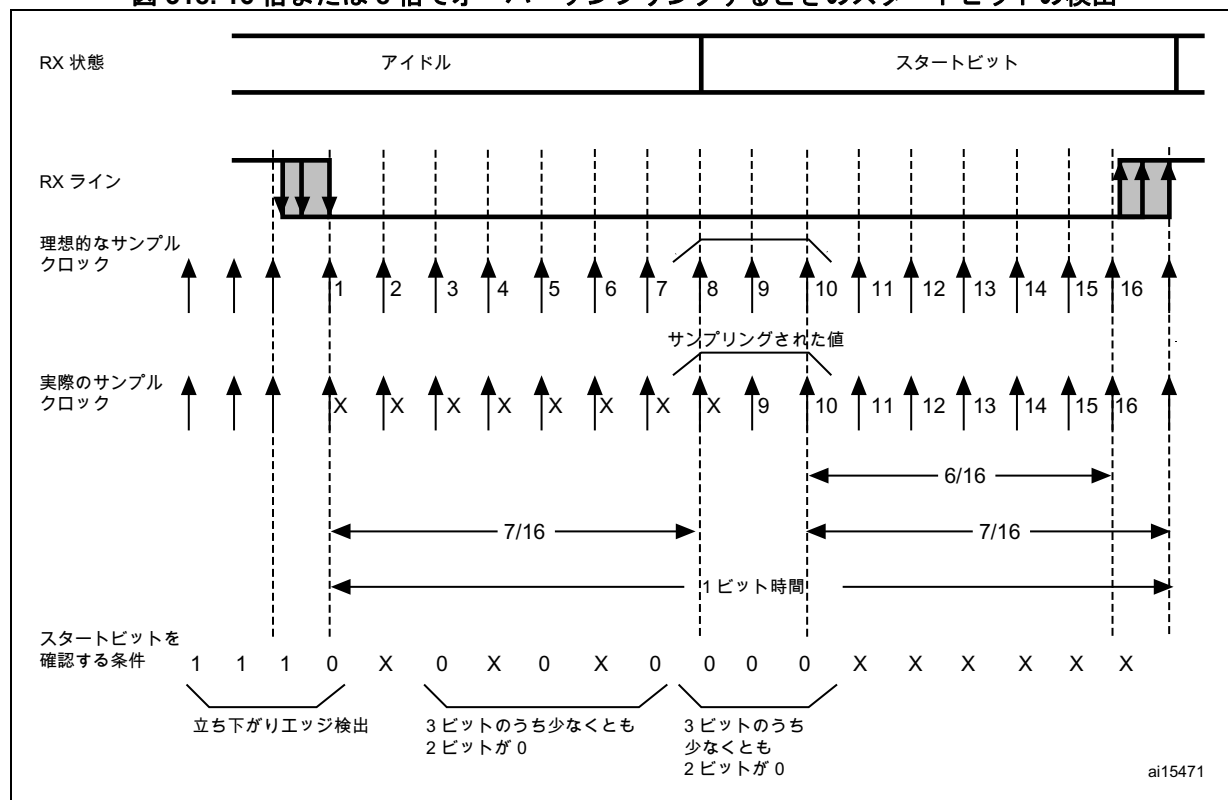 RX 状態
アイドル
スタートビット
RX ライン
理想的なサンプル
クロック
1 2 3 4 5 6 7 8 9 10 11 12 13 14 15 16
サンプリングされた値
実際のサンプル
クロック
X X X X X X X X 9 10 11 12 13 14 15 16
6/16
7/16
7/16
1 ビット時間
スタートビットを
確認する条件
1 1 1 0 X 0 X 0 X 0 0 0 0 X X X X X X
立ち下がりエッジ検出
3 ビットのうち少なくとも
2 ビットが 0
3 ビットのうち
少なくとも
2 ビットが 0
ai15471